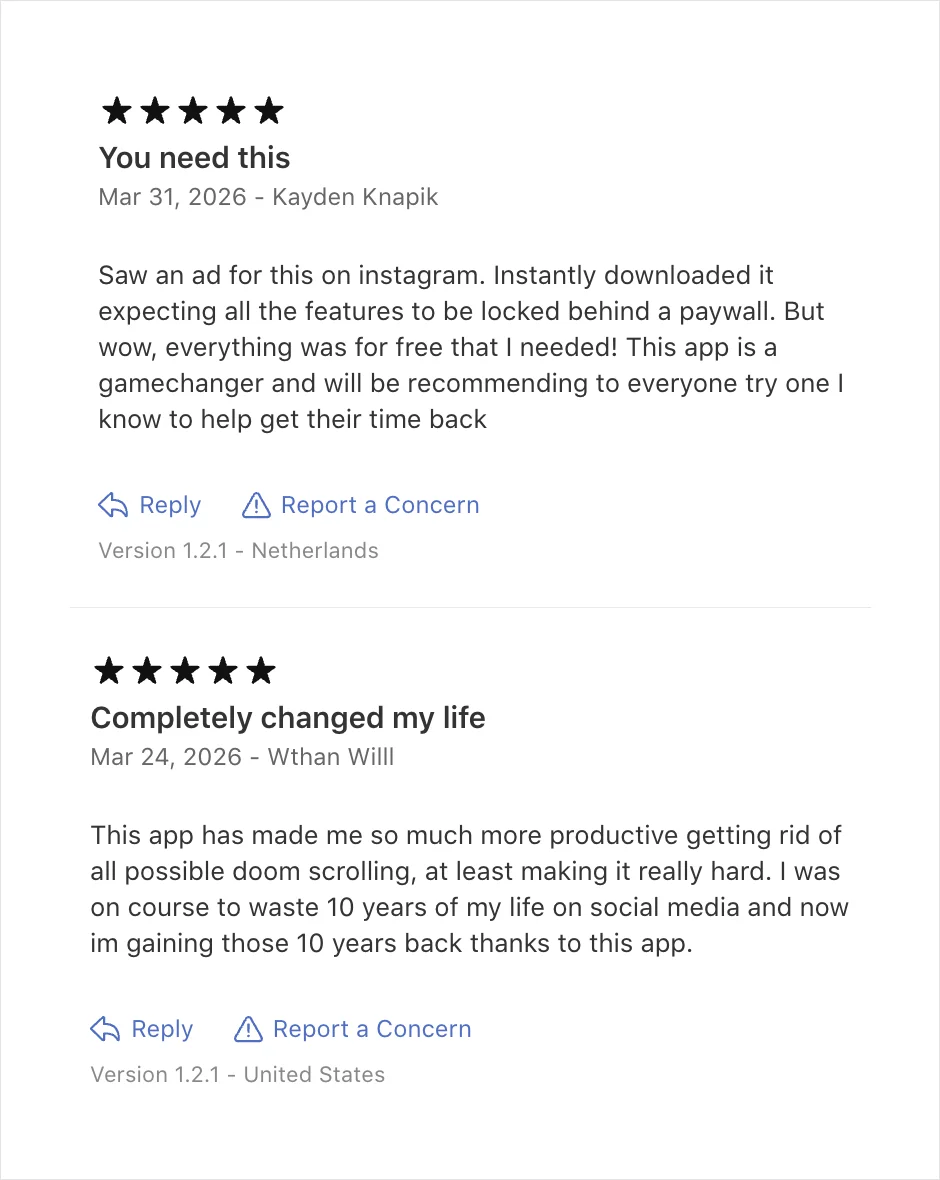 You need this
Mar 31, 2026 - Kayden Knapik
Saw an ad for this on instagram. Instantly downloaded it
expecting all the features to be locked behind a paywall. But
wow, everything was for free that I needed! This app is a
gamechanger and will be recommending to everyone try one I
know to help get their time back
Reply
Report a Concern
Version 1.2.1 - Netherlands
Completely changed my life
Mar 24, 2026 - Wthan Willl
This app has made me so much more productive getting rid of
all possible doom scrolling, at least making it really hard. I was
on course to waste 10 years of my life on social media and now
im gaining those 10 years back thanks to this app.
Reply
Report a Concern
Version 1.2.1 - United States